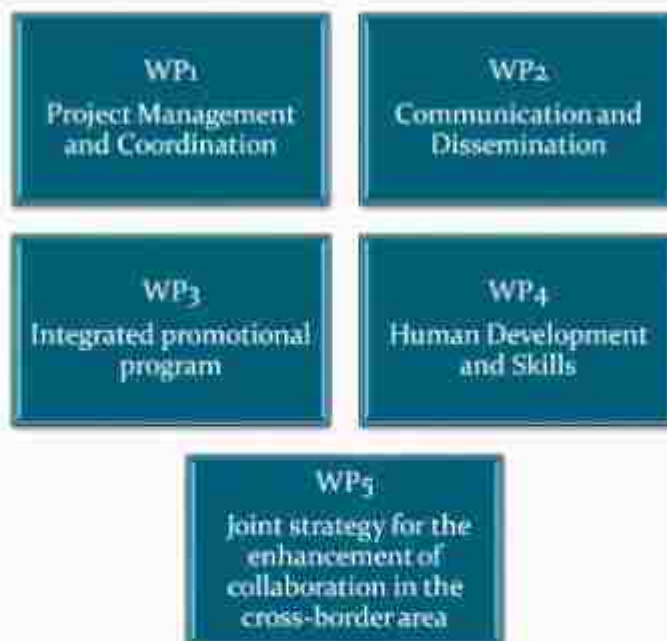 WP1
Project Management
and Coordination
WP2
Communication and
Dissemination
WP3
Integrated promotional
program
WP4
Human Development
and Skills
WP5
Joint strategy for the
enhancement of
collaboration in the
cross-border area